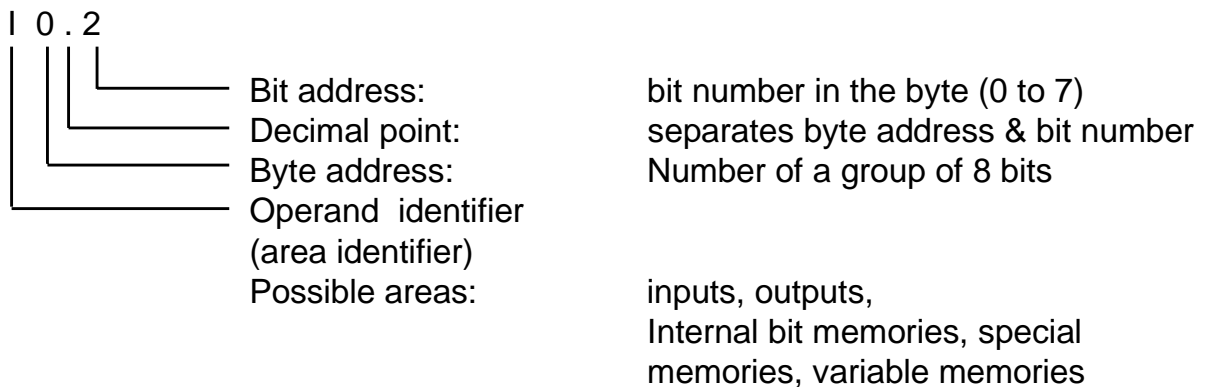 I 0 . 2
Bit address: bit number in the byte (0 to 7)
Decimal point: separates byte address & bit number
Byte address: Number of a group of 8 bits
Operand identifier
(area identifier)
Possible areas: inputs, outputs,
Internal bit memories, special
memories, variable memories